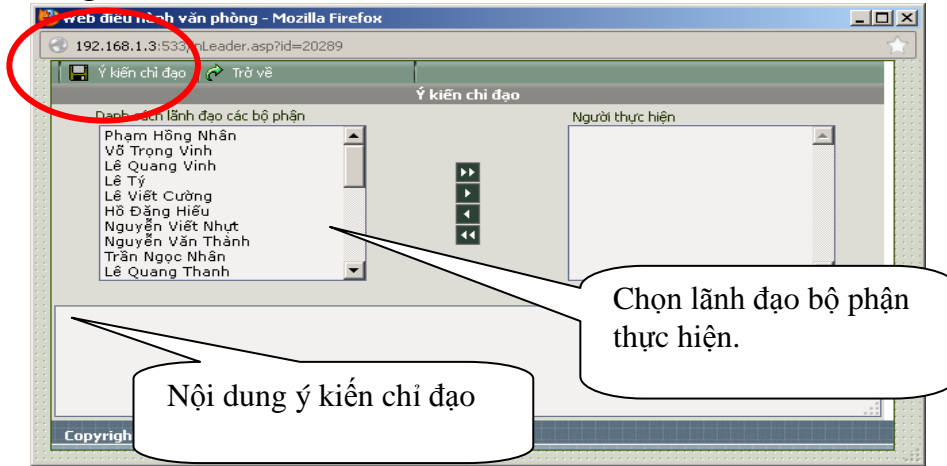 Web điều hành văn phòng - Mozilla Firefox
192.168.1.3:533/nLeader.asp?id=20289
Ý kiến chỉ đạo Trở về
Ý kiến chỉ đạo
Danh sách lãnh đạo các bộ phận
Người thực hiện
Phạm Hồng Nhân
Võ Trọng Vinh
Lê Quang Vinh
Lê Tý
Lê Viết Cường
Hồ Đăng Hiếu
Nguyễn Viết Nhựt
Nguyễn Văn Thành
Trần Ngọc Nhân
Lê Quang Thanh
Chọn lãnh đạo bộ phận
thực hiện.
Nội dung ý kiến chỉ đạo
Copyrigh